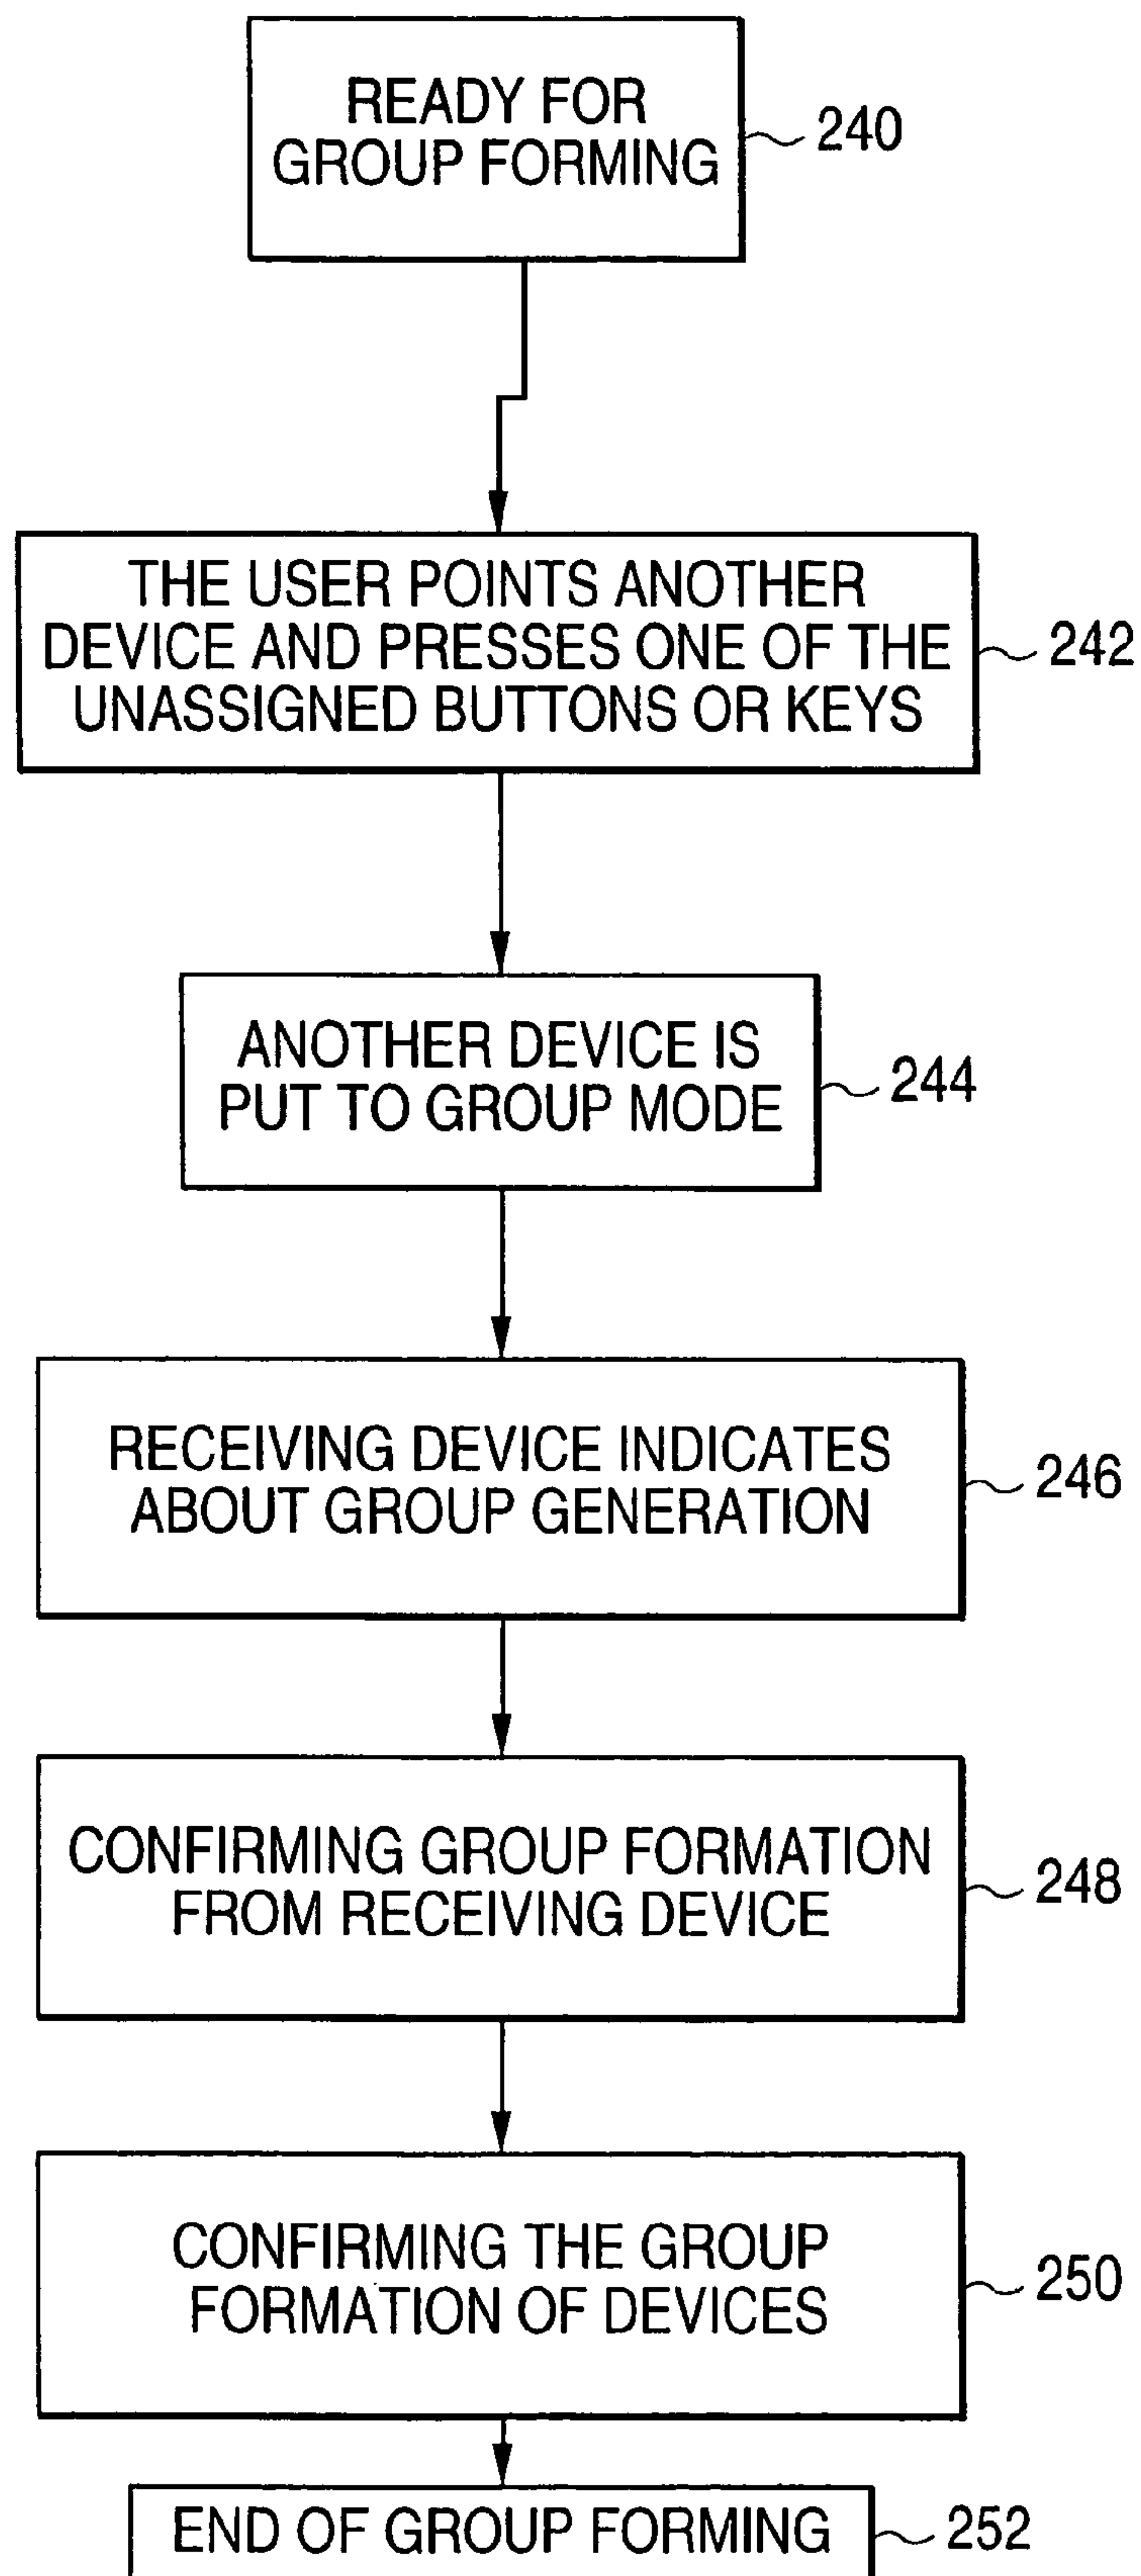 READY FOR
GROUP FORMING
240
THE USER POINTS ANOTHER
DEVICE AND PRESSES ONE OF THE
UNASSIGNED BUTTONS OR KEYS
242
ANOTHER DEVICE IS
PUT TO GROUP MODE
244
RECEIVING DEVICE INDICATES
ABOUT GROUP GENERATION
246
CONFIRMING GROUP FORMATION
FROM RECEIVING DEVICE
248
CONFIRMING THE GROUP
FORMATION OF DEVICES
250
END OF GROUP FORMING
252